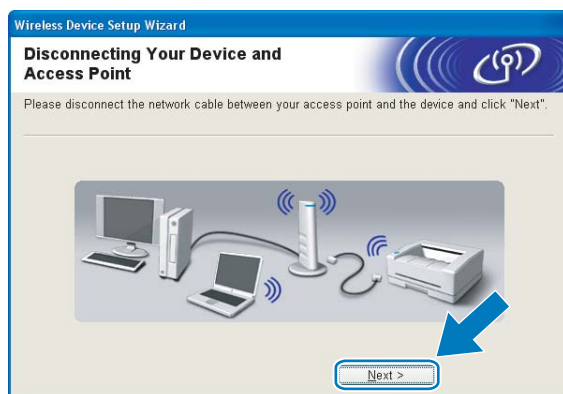 Wireless Device Setup Wizard
Disconnecting Your Device and
Access Point
Please disconnect the network cable between your access point and the device and click "Next".
Next >